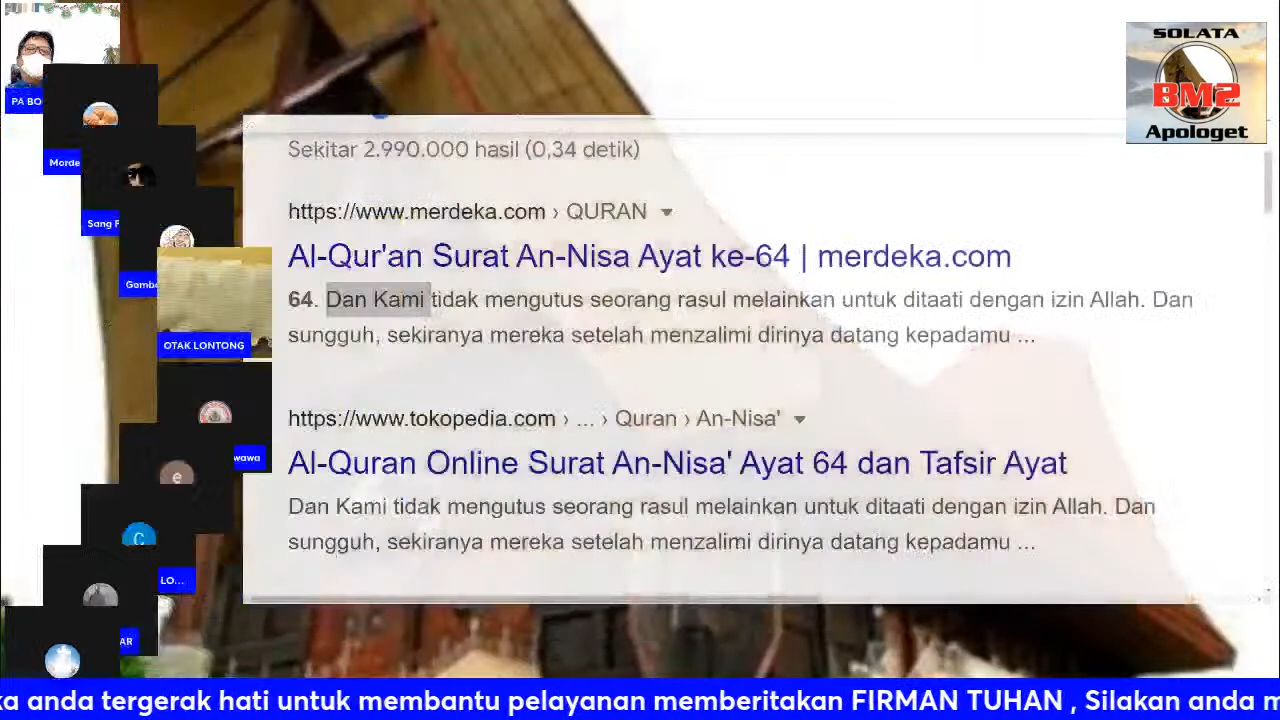 SOLATA
BM2
Apologet
PA BO
Morde
Sang F
Gamba
OTAK LONTONG
wawa
e
C
LO...
AR
Sekitar 2.990.000 hasil (0,34 detik)
https://www.merdeka.com › QURAN
Al-Qur'an Surat An-Nisa Ayat ke-64 | merdeka.com
64. Dan Kami tidak mengutus seorang rasul melainkan untuk ditaati dengan izin Allah. Dan
sungguh, sekiranya mereka setelah menzalimi dirinya datang kepadamu ...
https://www.tokopedia.com › ... › Quran › An-Nisa'
Al-Quran Online Surat An-Nisa' Ayat 64 dan Tafsir Ayat
Dan Kami tidak mengutus seorang rasul melainkan untuk ditaati dengan izin Allah. Dan
sungguh, sekiranya mereka setelah menzalimi dirinya datang kepadamu ...
ka anda tergerak hati untuk membantu pelayanan memberitakan FIRMAN TUHAN , Silakan anda m